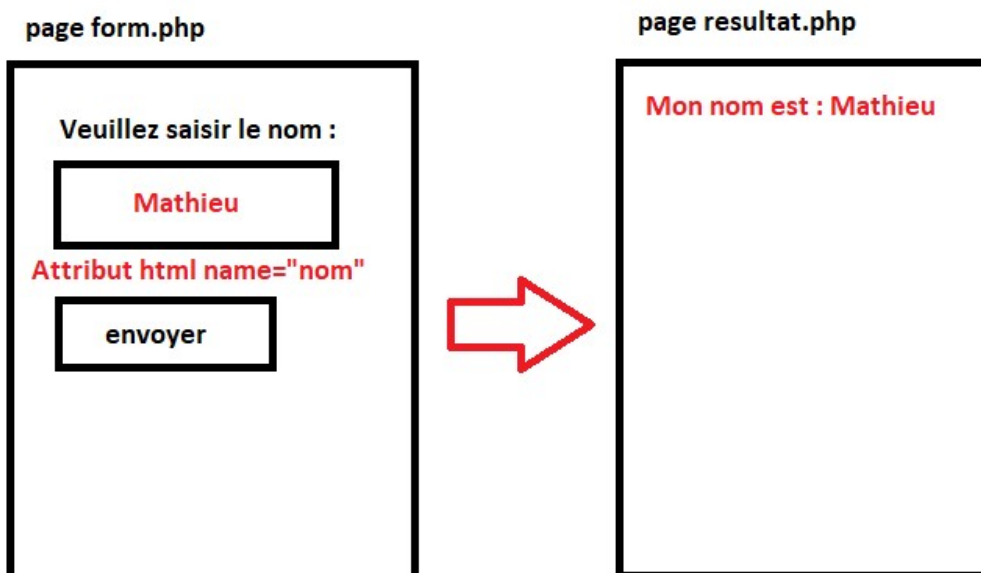 page form.php
Veuillez saisir le nom :
Mathieu
Attribut html name="nom"
envoyer
page resultat.php
Mon nom est : Mathieu